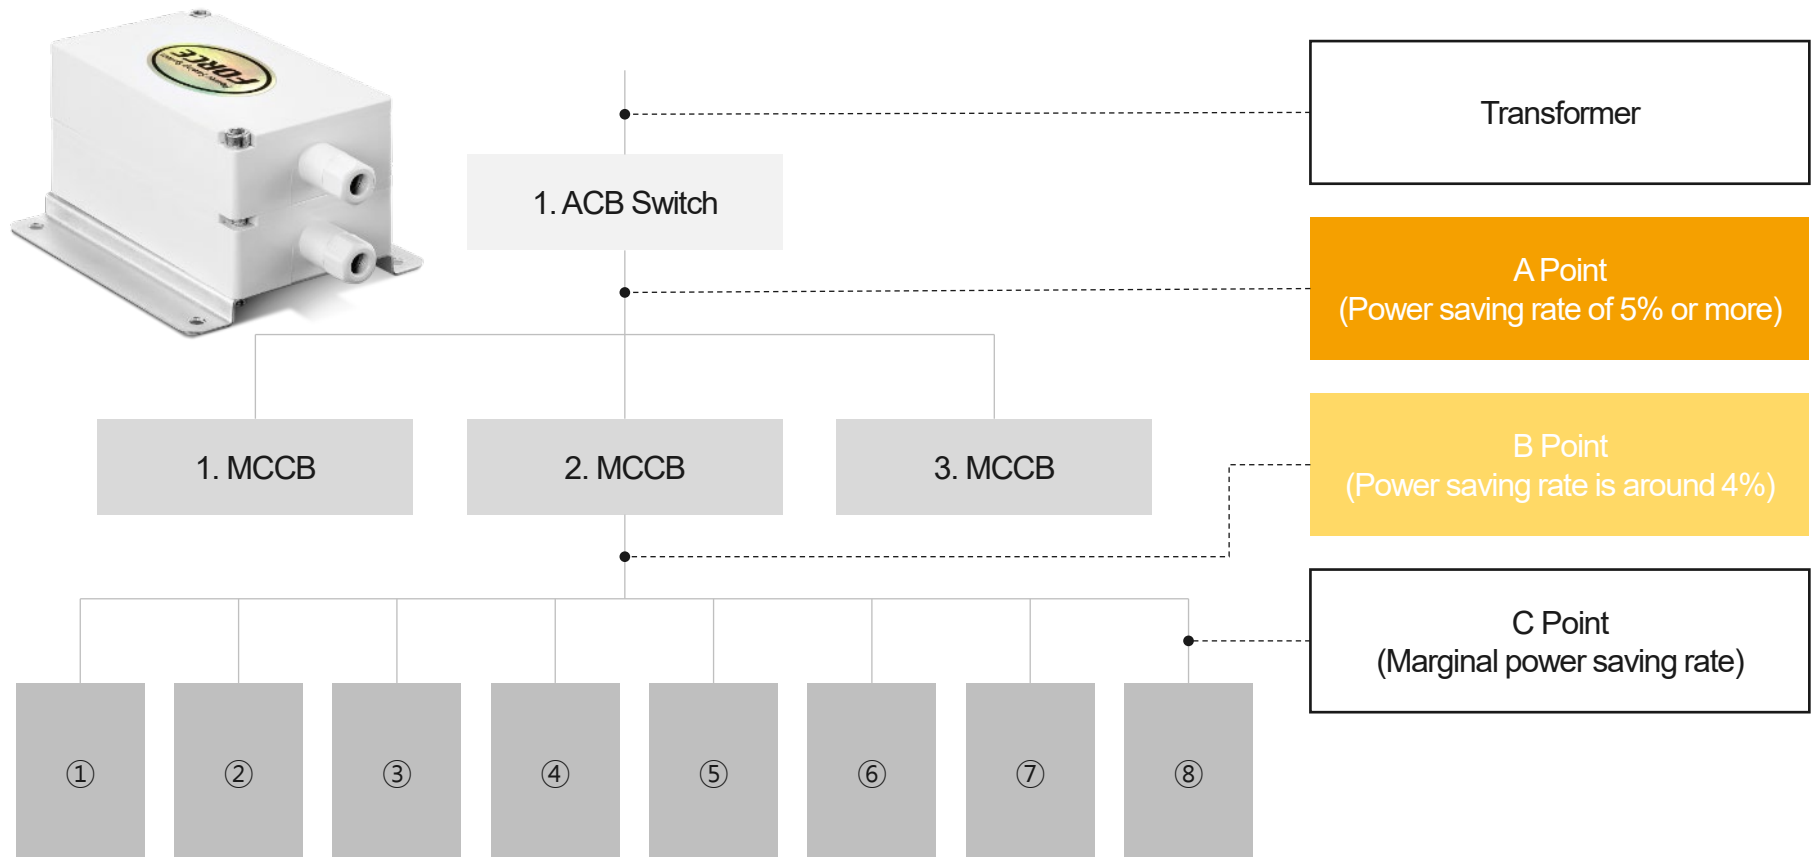 FORCE
Transformer
1. ACB Switch
A Point
(Power saving rate of 5% or more)
1. MCCB
2. MCCB
3. MCCB
B Point
(Power saving rate is around 4%)
C Point
(Marginal power saving rate)
①
②
③
④
⑤
⑥
⑦
⑧